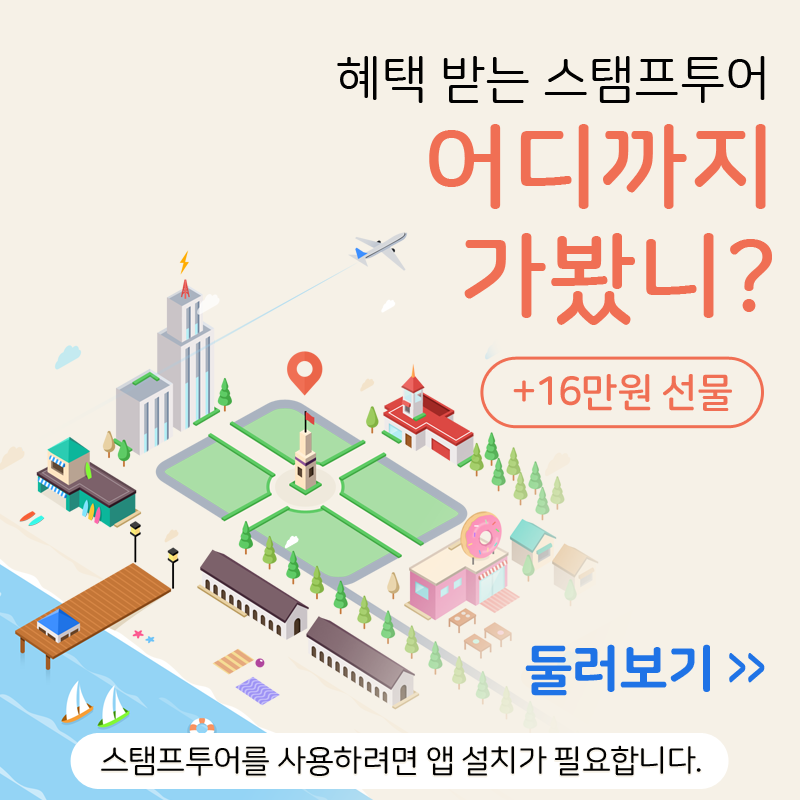 혜택 받는 스탬프투어
어디까지
가봤니?
+16만원 선물
둘러보기 >>
스탬프투어를 사용하려면 앱 설치가 필요합니다.